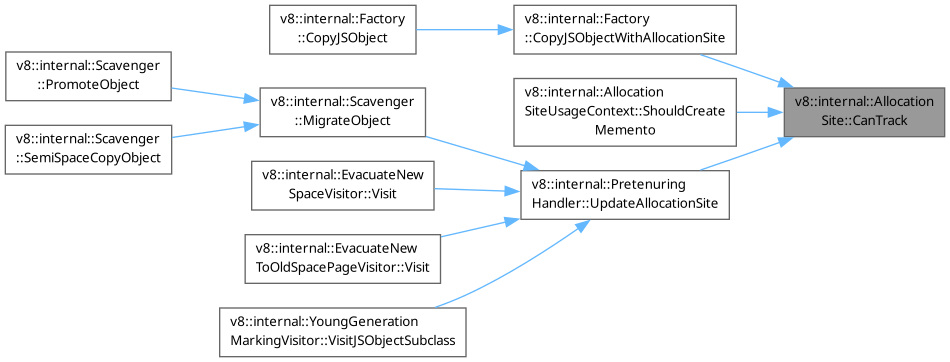 v8::internal::Factory
::CopyJSObject
v8::internal::Factory
::CopyJSObjectWithAllocationSite
v8::internal::Scavenger
::PromoteObject
v8::internal::Scavenger
::SemiSpaceCopyObject
v8::internal::Scavenger
::MigrateObject
v8::internal::Allocation
SiteUsageContext::ShouldCreate
Memento
v8::internal::Allocation
Site::CanTrack
v8::internal::EvacuateNew
SpaceVisitor::Visit
v8::internal::Pretenuring
Handler::UpdateAllocationSite
v8::internal::EvacuateNew
ToOldSpacePageVisitor::Visit
v8::internal::YoungGeneration
MarkingVisitor::VisitJSObjectSubclass